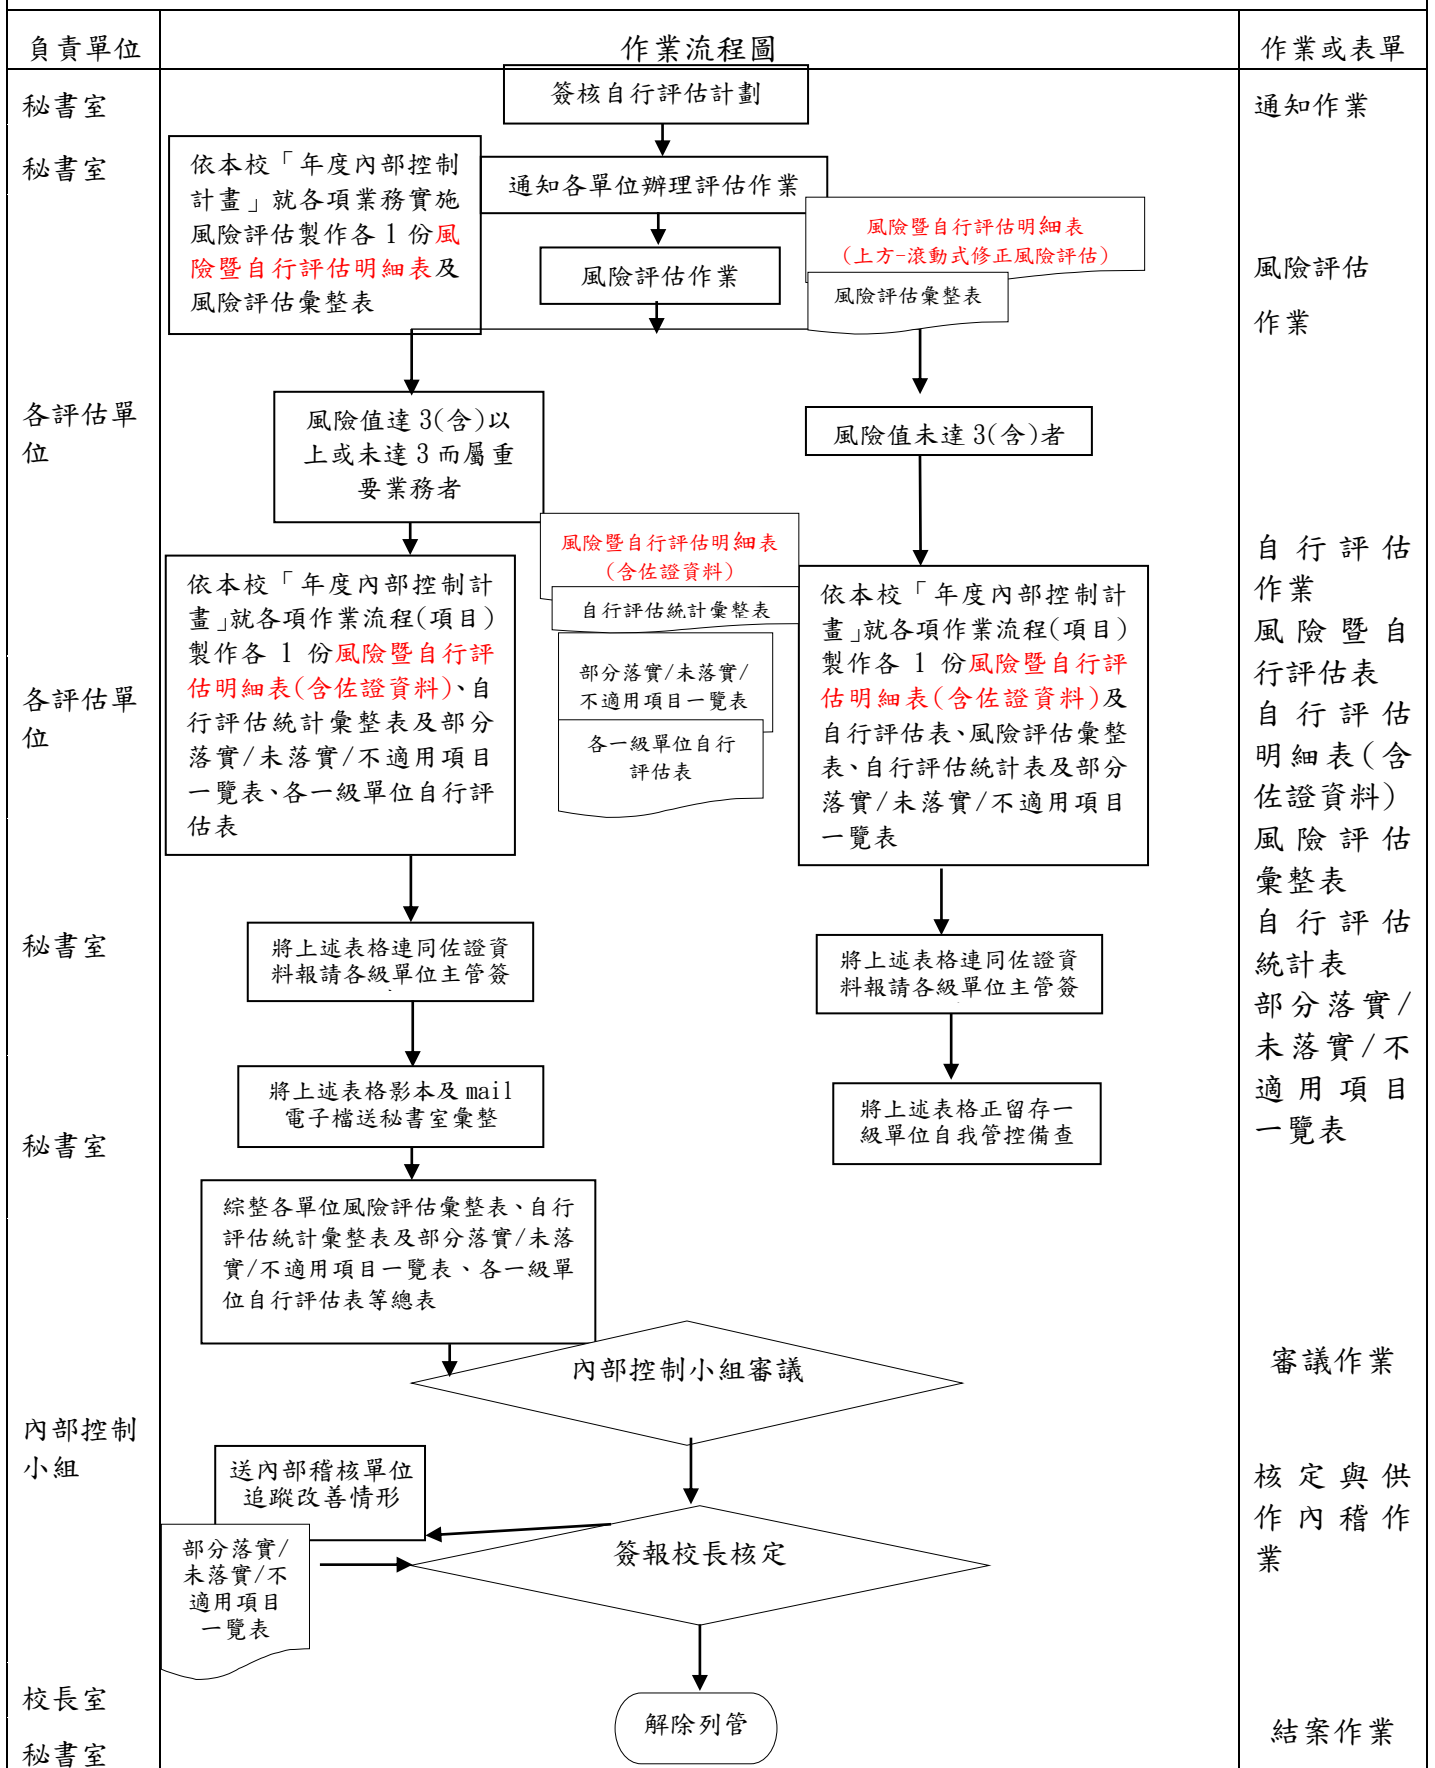 負責單位
作業流程圖
作業或表單
秘書室
簽核自行評估計劃
通知作業
秘書室
依本校「年度內部控制
計畫」就各項業務實施
風險評估製作各 1 份風
險暨自行評估明細表及
風險評估彙整表
通知各單位辦理評估作業
風險暨自行評估明細表
(上方-滾動式修正風險評估)
風險評估彙整表
風險評估作業
風險評估
作業
各評估單
位
風險值達 3(含)以
上或未達 3 而屬重
要業務者
風險值未達 3(含)者
風險暨自行評估明細表
(含佐證資料)
自行評估統計彙整表
部分落實/未落實/
不適用項目一覽表
各一級單位自行
評估表
各評估單
位
依本校「年度內部控制計
畫」就各項作業流程(項目)
製作各 1 份風險暨自行評
估明細表(含佐證資料)、自
行評估統計彙整表及部分
落實/未落實/不適用項目
一覽表、各一級單位自行評
估表
依本校「年度內部控制計
畫」就各項作業流程(項目)
製作各 1 份風險暨自行評
估明細表(含佐證資料)及
自行評估表、風險評估彙整
表、自行評估統計表及部分
落實/未落實/不適用項目
一覽表
自行評估
作業
風險暨自
行評估表
自行評估
明細表(含
佐證資料)
風險評估
彙整表
自行評估
統計表
部分落實/
未落實/不
適用項目
一覽表
秘書室
將上述表格連同佐證資
料報請各級單位主管簽
將上述表格連同佐證資
料報請各級單位主管簽
秘書室
將上述表格影本及 mail
電子檔送秘書室彙整
將上述表格正留存一
級單位自我管控備查
綜整各單位風險評估彙整表、自行
評估統計彙整表及部分落實/未落
實/不適用項目一覽表、各一級單
位自行評估表等總表
內部控制小組審議
審議作業
內部控制
小組
送內部稽核單位
追蹤改善情形
部分落實/
未落實/不
適用項目
一覽表
簽報校長核定
核定與供
作內稽作
業
校長室
解除列管
結案作業
秘書室